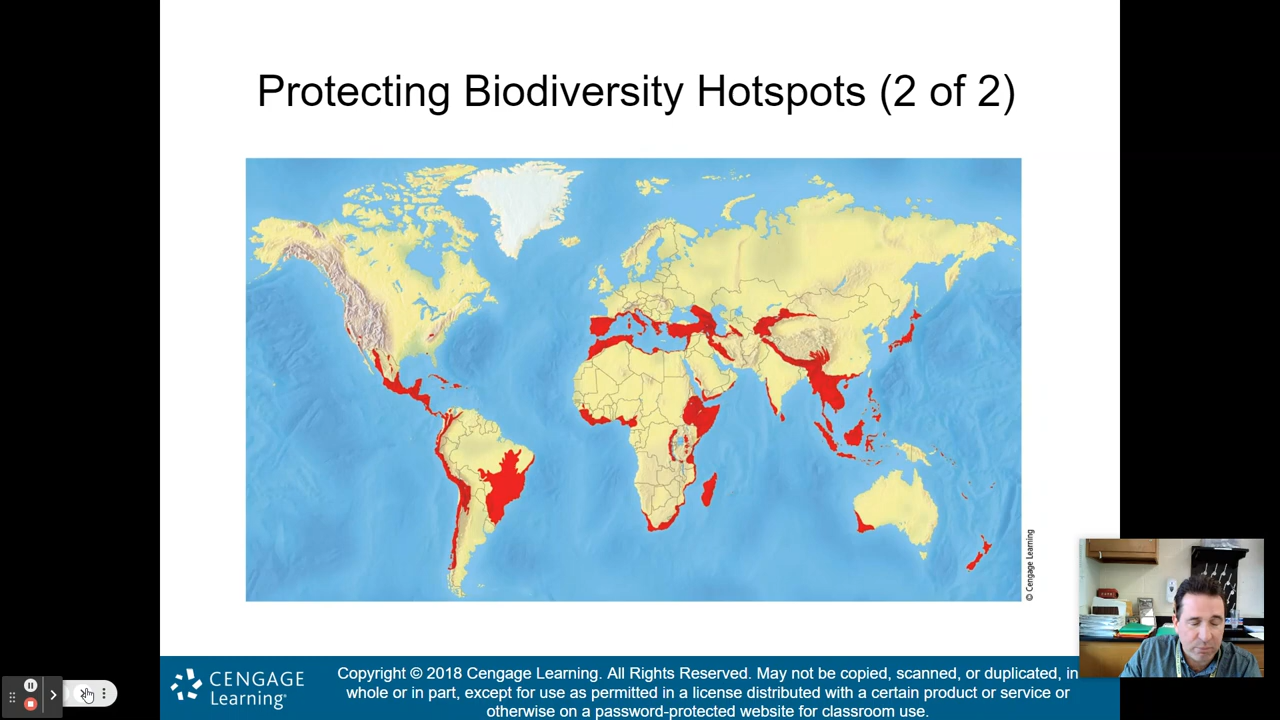 Protecting Biodiversity Hotspots (2 of 2)
© Cengage Learning
CENGAGE
Learning
Copyright © 2018 Cengage Learning. All Rights Reserved. May not be copied, scanned, or duplicated, in
whole or in part, except for use as permitted in a license distributed with a certain product or service or
otherwise on a password-protected website for classroom use.